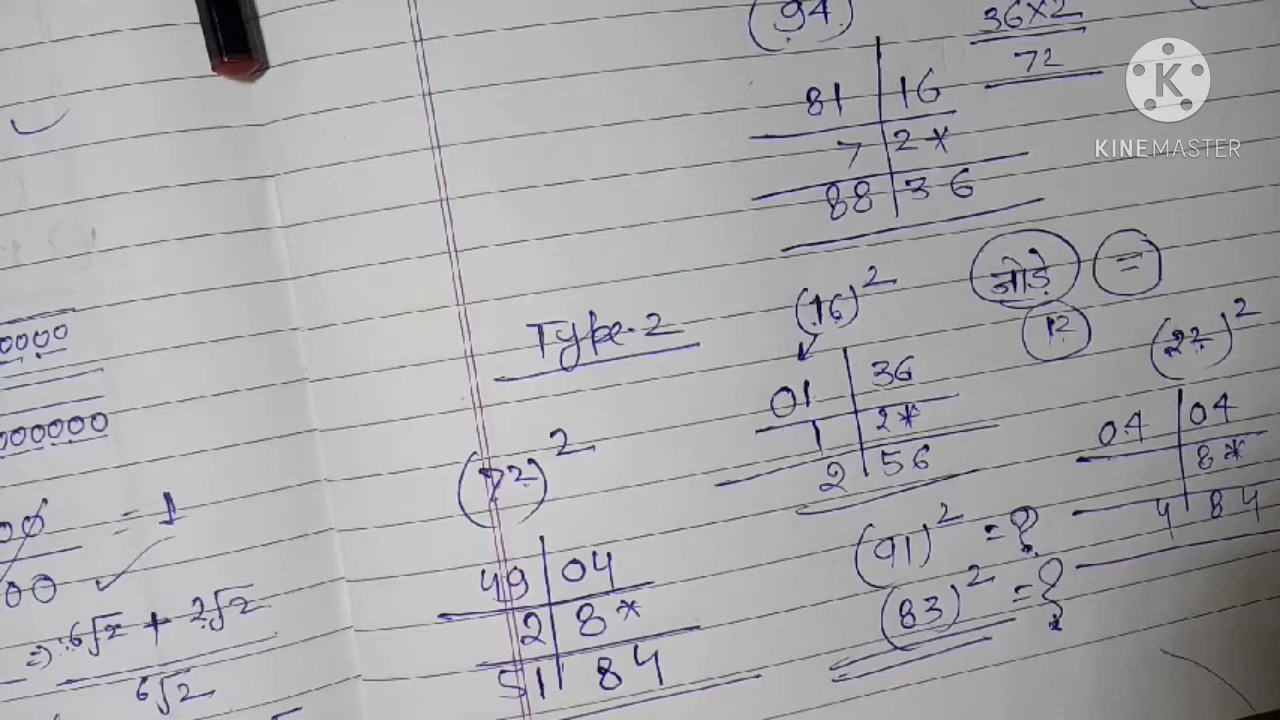 (94)
36×2
72
81 | 16
7 | 2*
88 | 36
KINEMASTER
Type-2
(16)²
जोड़े =
12
01 | 36
1 | 2*
2 | 56
(22)²
04 | 04
8*
4 | 84
(72)²
49 | 04
2 | 8*
51 | 84
(91)² = ?
(83)² = ?
= 1
00
⇒ 6√2 + 2√2
6√2